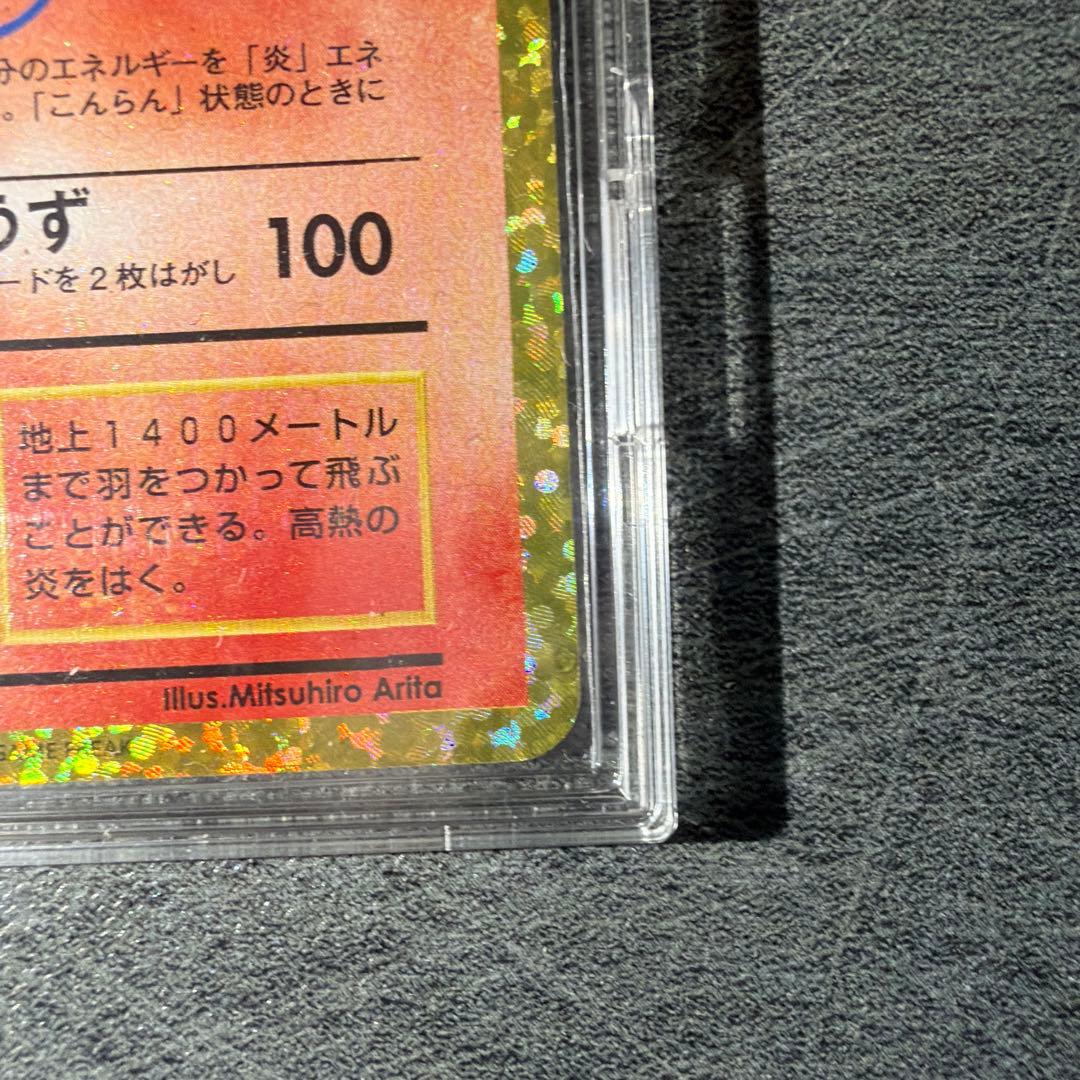 分のエネルギーを「炎」エネ
。「こんらん」状態のときに
うず
100
ードを2枚はがし
地上1400メートル
まで羽をつかって飛ぶ
ことができる。高熱の
炎をはく。
Illus.Mitsuhiro Arita
GAME FREAK